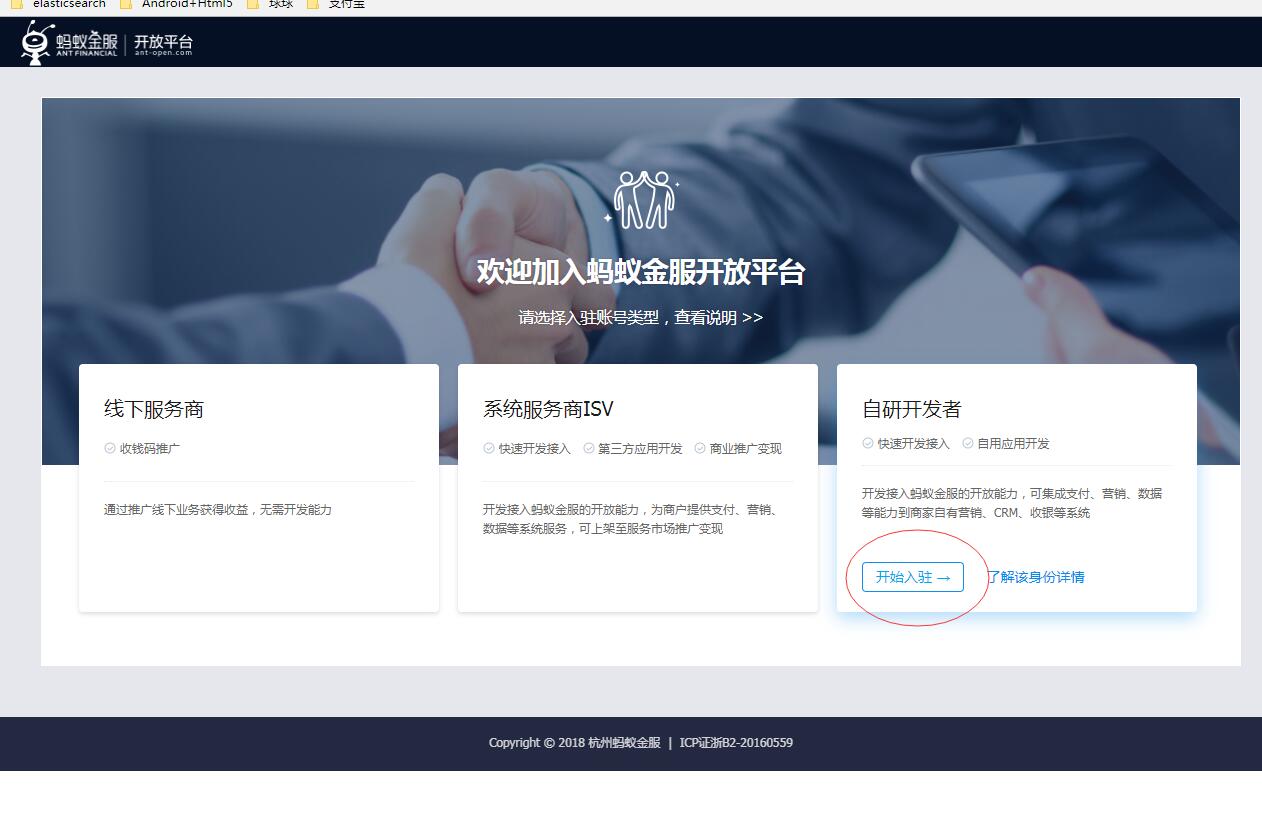 elasticsearch
Android+Html5
球球
支付宝
蚂蚁金服 | 开放平台
ANT FINANCIAL ant-open.com
欢迎加入蚂蚁金服开放平台
请选择入驻账号类型，查看说明 >>
线下服务商
收钱码推广
通过推广线下业务获得收益，无需开发能力
系统服务商ISV
快速开发接入 第三方应用开发 商业推广变现
开发接入蚂蚁金服的开放能力，为商户提供支付、营销、
数据等系统服务，可上架至服务市场推广变现
自研开发者
快速开发接入 自用应用开发
开发接入蚂蚁金服的开放能力，可集成支付、营销、数据
等能力到商家自有营销、CRM、收银等系统
开始入驻 → 了解该身份详情
Copyright © 2018 杭州蚂蚁金服 | ICP证浙B2-20160559